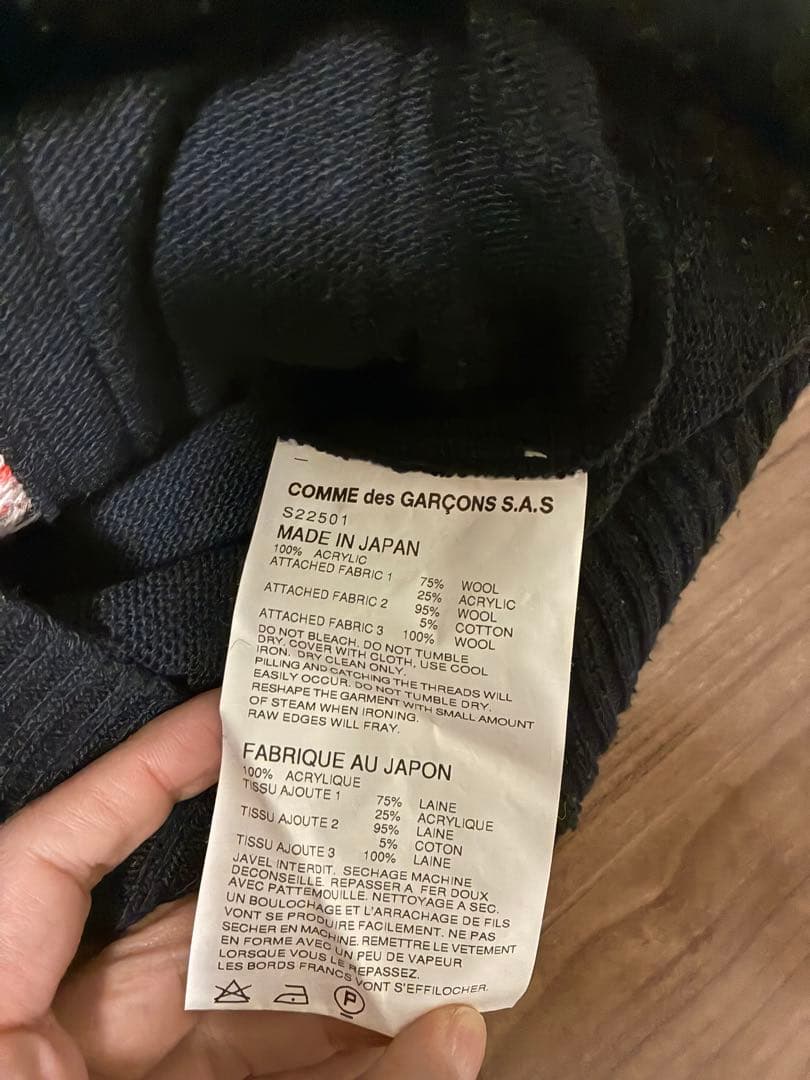 COMME des GARÇONS S.A.S
S22501
MADE IN JAPAN
100% ACRYLIC
ATTACHED FABRIC 1 75% WOOL
25% ACRYLIC
ATTACHED FABRIC 2 95% WOOL
5% COTTON
ATTACHED FABRIC 3 100% WOOL
DO NOT BLEACH. DO NOT TUMBLE
DRY. COVER WITH CLOTH. USE COOL
IRON. DRY CLEAN ONLY.
PILLING AND CATCHING THE THREADS WILL
EASILY OCCUR. DO NOT TUMBLE DRY.
RESHAPE THE GARMENT WITH SMALL AMOUNT
OF STEAM WHEN IRONING.
RAW EDGES WILL FRAY.
FABRIQUE AU JAPON
100% ACRYLIQUE
TISSU AJOUTE 1 75% LAINE
25% ACRYLIQUE
TISSU AJOUTE 2 95% LAINE
5% COTON
TISSU AJOUTE 3 100% LAINE
JAVEL INTERDIT. SECHAGE MACHINE
DECONSEILLE. REPASSER A FER DOUX
AVEC PATTEMOUILLE. NETTOYAGE A SEC.
UN BOULOCHAGE ET L'ARRACHAGE DE FILS
VONT SE PRODUIRE FACILEMENT. NE PAS
SECHER EN MACHINE. REMETTRE LE VETEMENT
EN FORME AVEC UN PEU DE VAPEUR
LORSQUE VOUS LE REPASSEZ.
LES BORDS FRANCS VONT S'EFFILOCHER.
P